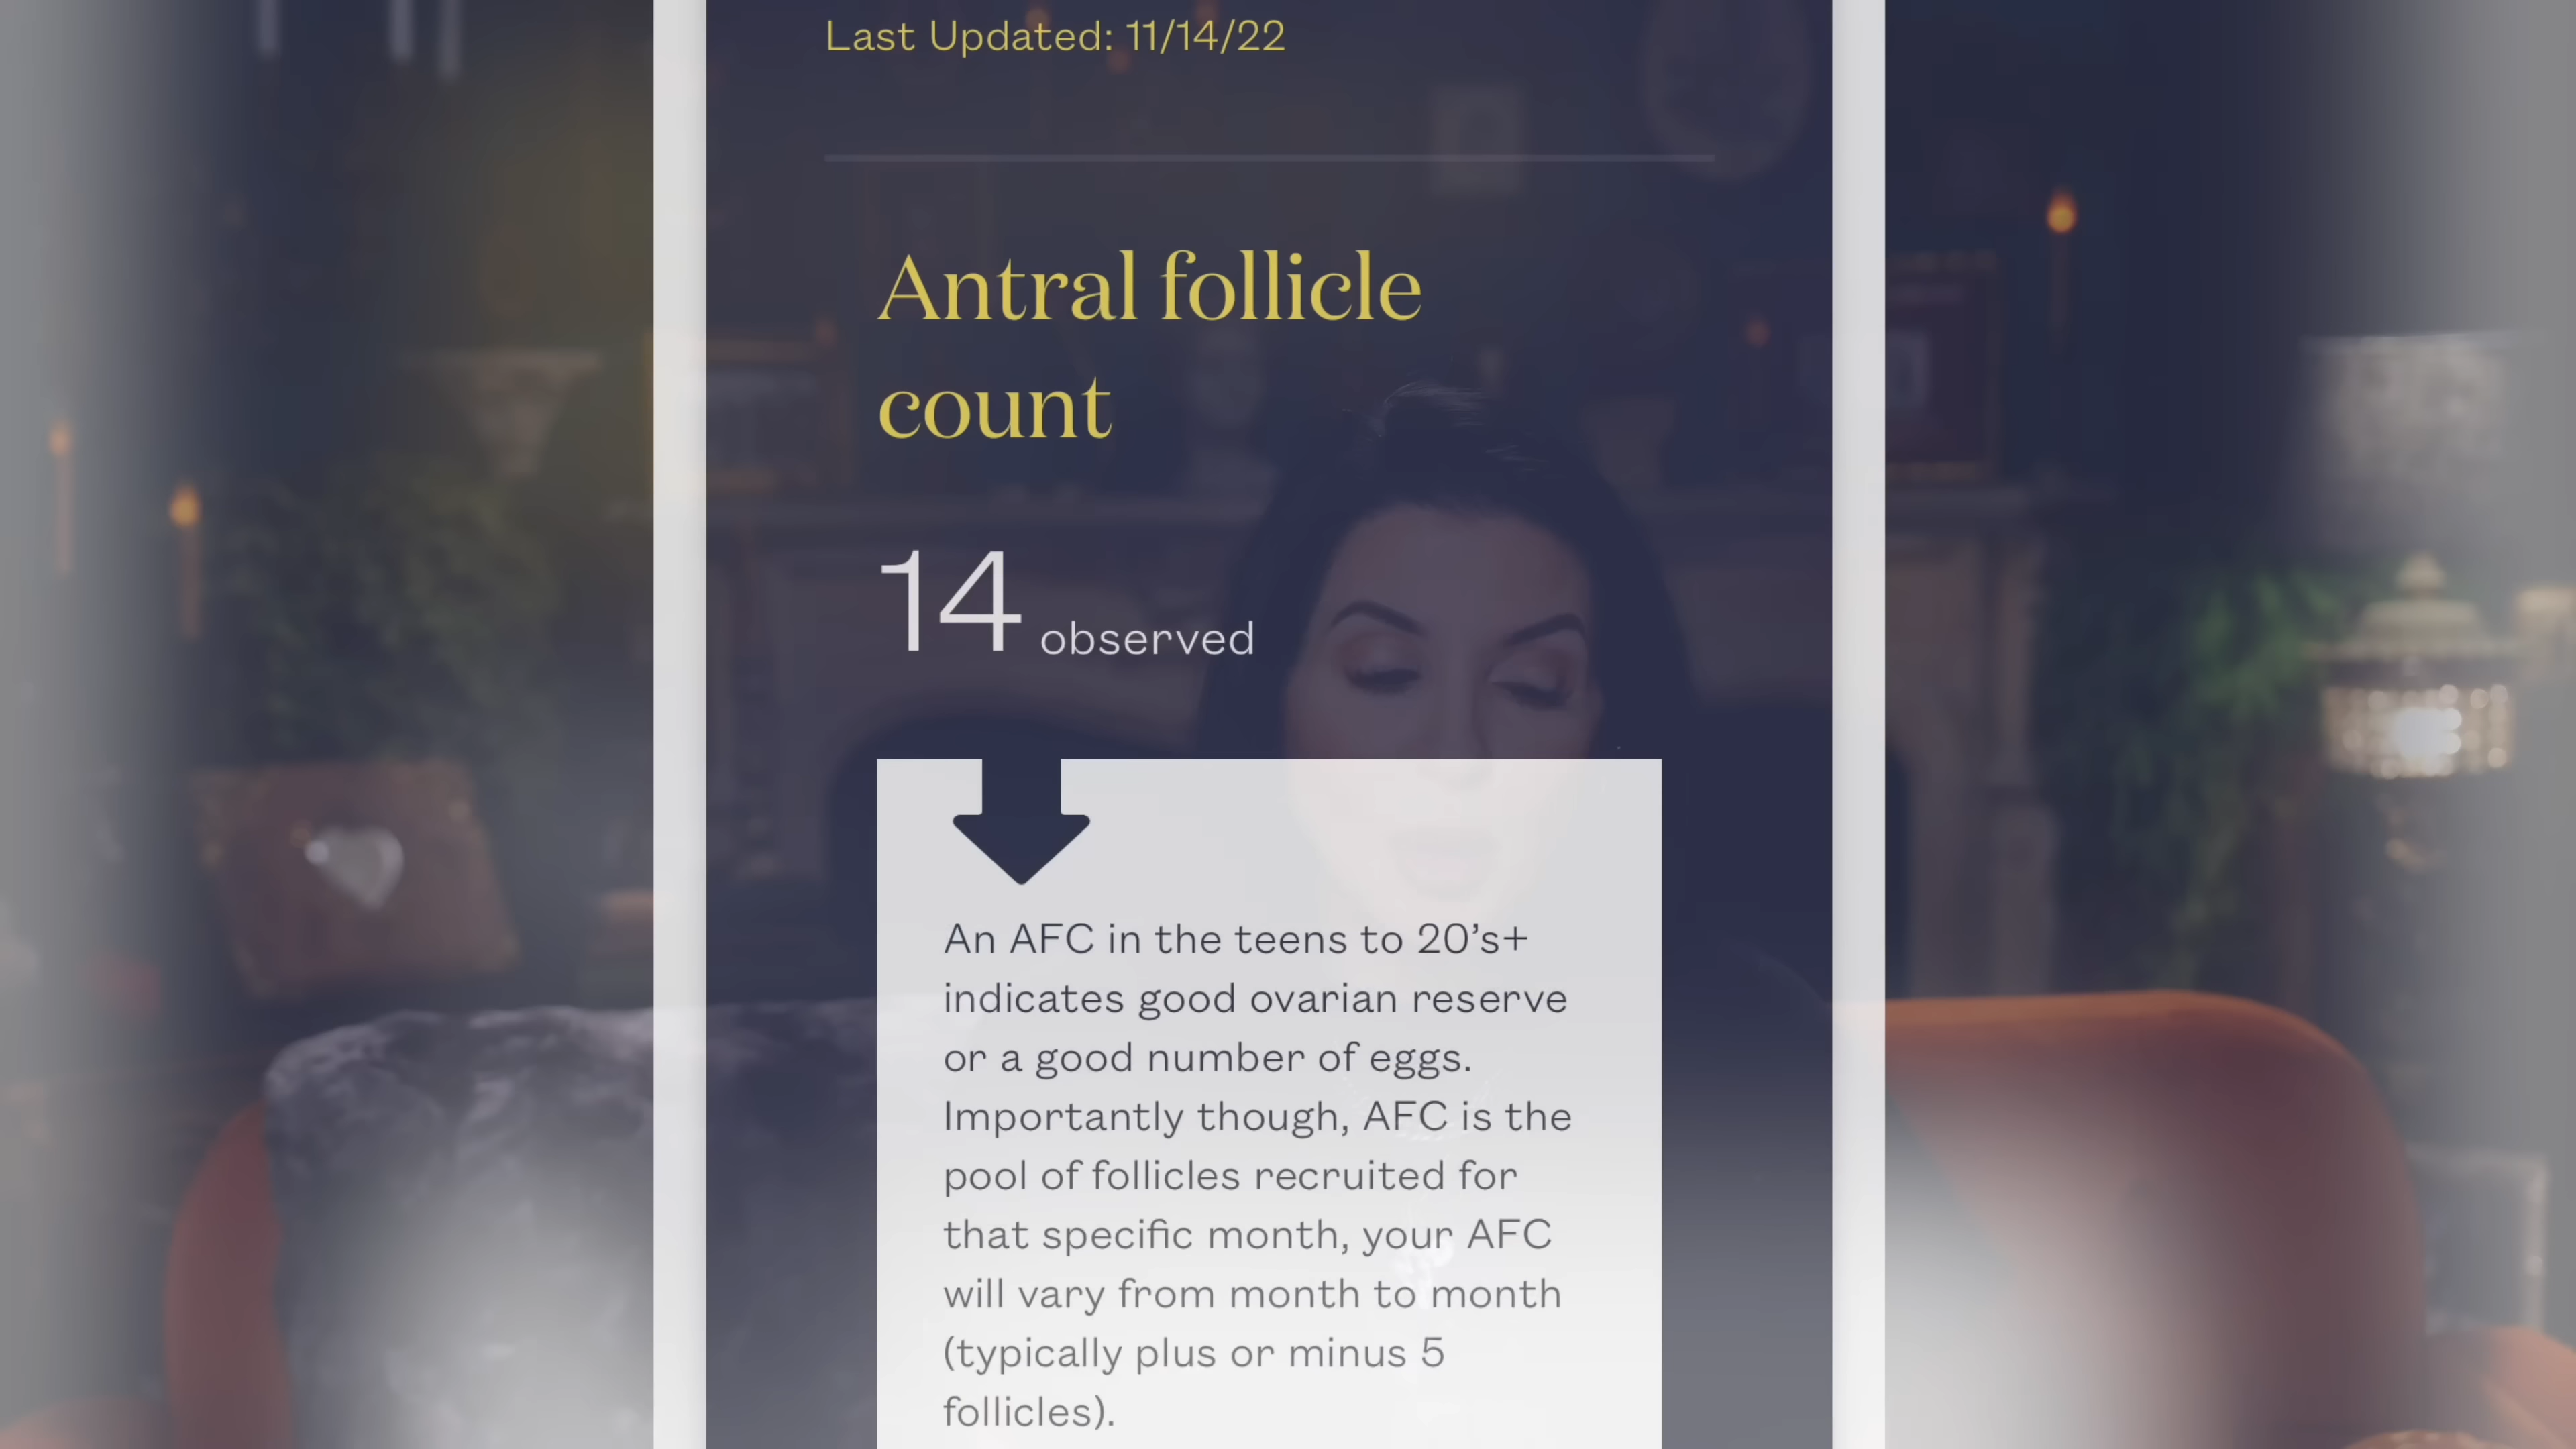 Last Updated: 11/14/22
Antral follicle
count
14 observed
An AFC in the teens to 20's+
indicates good ovarian reserve
or a good number of eggs.
Importantly though, AFC is the
pool of follicles recruited for
that specific month, your AFC
will vary from month to month
(typically plus or minus 5
follicles).